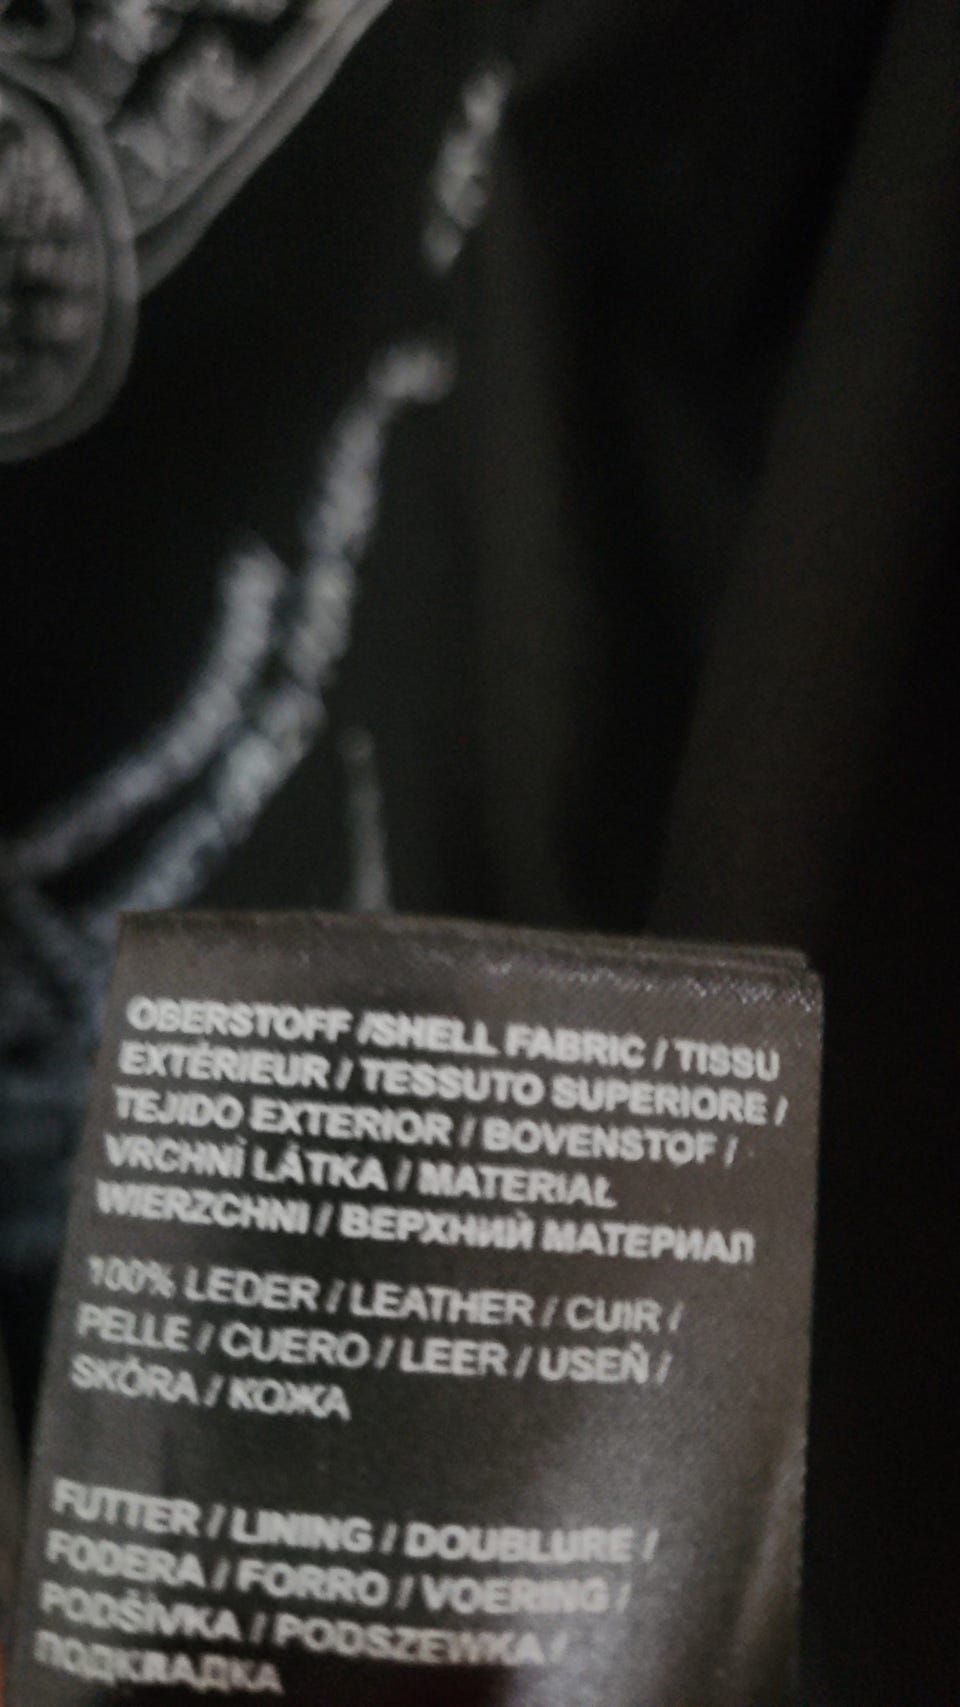 OBERSTOFF /SHELL FABRIC / TISSU
EXTÉRIEUR / TESSUTO SUPERIORE /
TEJIDO EXTERIOR / BOVENSTOF /
VRCHNÍ LÁTKA / MATERIAŁ
WIERZCHNI / ВЕРХНИЙ МАТЕРИАЛ
100% LEDER / LEATHER / CUIR /
PELLE / CUERO / LEER / USEŇ /
SKÓRA / КОЖА
FUTTER / LINING / DOUBLURE /
FODERA / FORRO / VOERING /
PODŠÍVKA / PODSZEWKA /
ПОДКЛАДКА